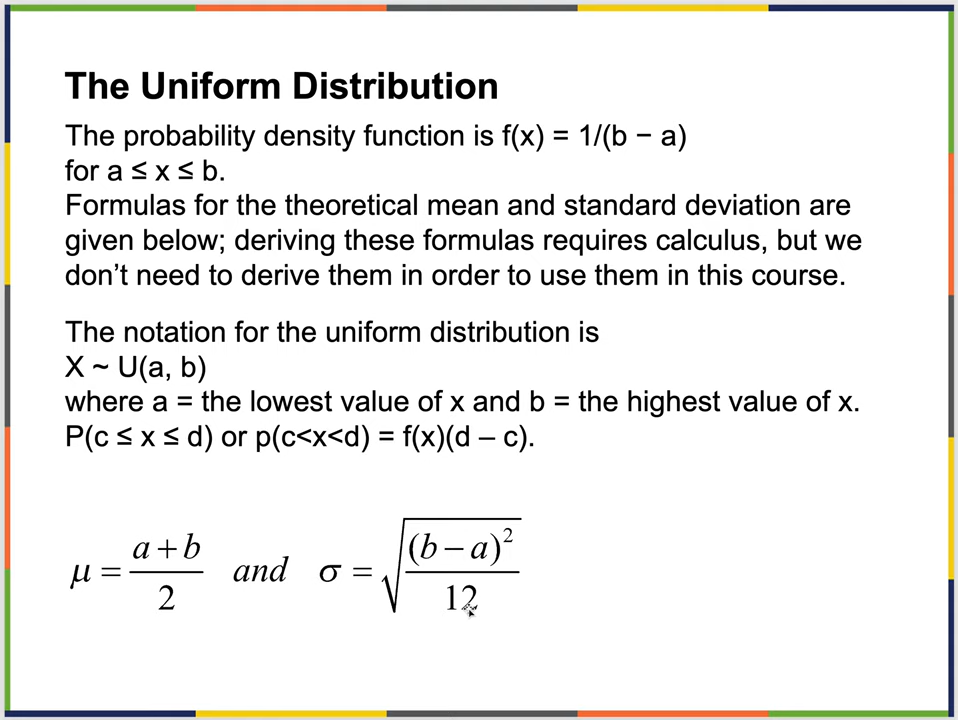 The Uniform Distribution
The probability density function is f(x) = 1/(b − a)
for a ≤ x ≤ b.
Formulas for the theoretical mean and standard deviation are
given below; deriving these formulas requires calculus, but we
don’t need to derive them in order to use them in this course.
The notation for the uniform distribution is
X ~ U(a, b)
where a = the lowest value of x and b = the highest value of x.
P(c ≤ x ≤ d) or p(c<x<d) = f(x)(d – c).
μ = (a + b)/2 and σ = √((b − a)²/12)